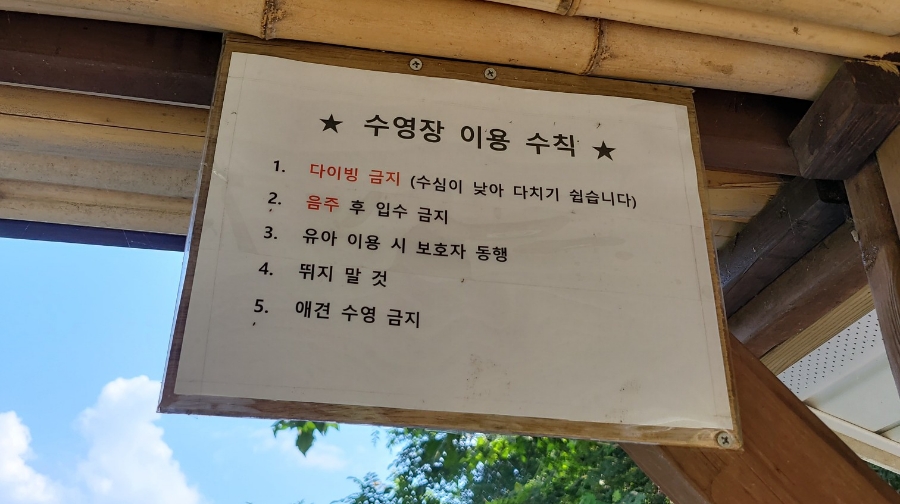 ★ 수영장 이용 수칙 ★
1. 다이빙 금지 (수심이 낮아 다치기 쉽습니다)
2. 음주 후 입수 금지
3. 유아 이용 시 보호자 동행
4. 뛰지 말 것
5. 애견 수영 금지